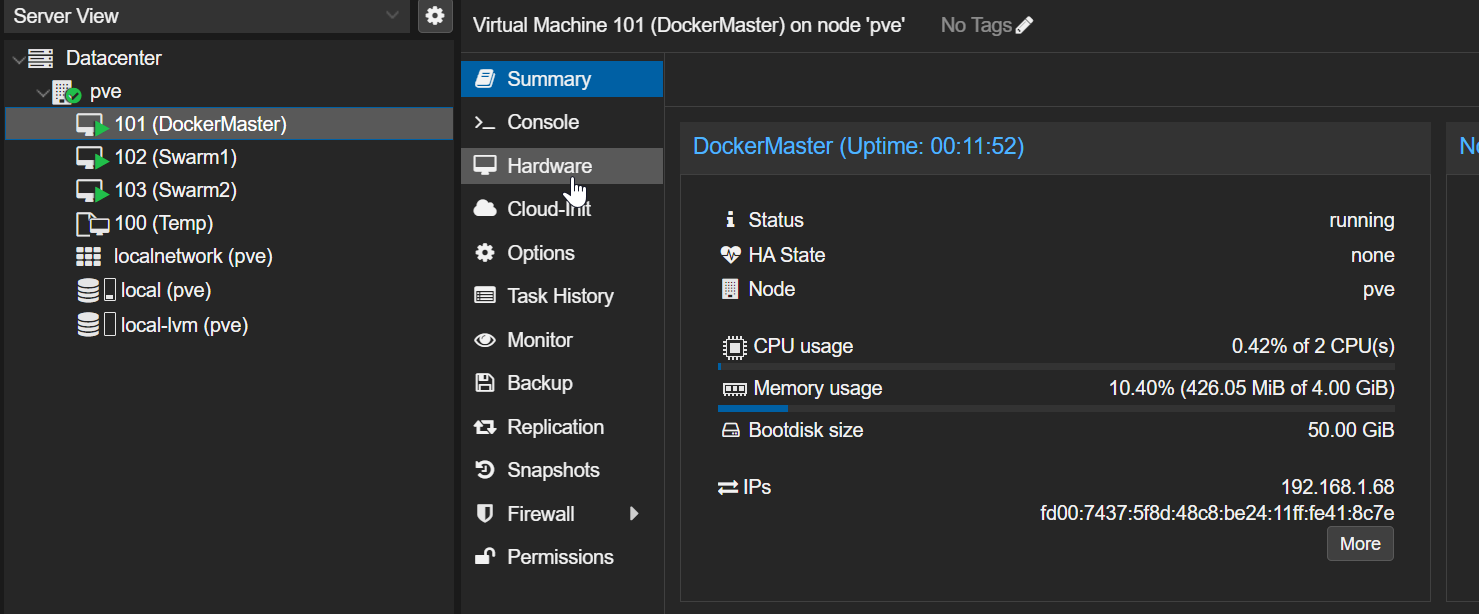 Server View
Datacenter
pve
101 (DockerMaster)
102 (Swarm1)
103 (Swarm2)
100 (Temp)
localnetwork (pve)
local (pve)
local-lvm (pve)
Virtual Machine 101 (DockerMaster) on node 'pve' No Tags
Summary
Console
Hardware
Cloud-Init
Options
Task History
Monitor
Backup
Replication
Snapshots
Firewall
Permissions
DockerMaster (Uptime: 00:11:52)
Status running
HA State none
Node pve
CPU usage 0.42% of 2 CPU(s)
Memory usage 10.40% (426.05 MiB of 4.00 GiB)
Bootdisk size 50.00 GiB
IPs 192.168.1.68
fd00:7437:5f8d:48c8:be24:11ff:fe41:8c7e
More